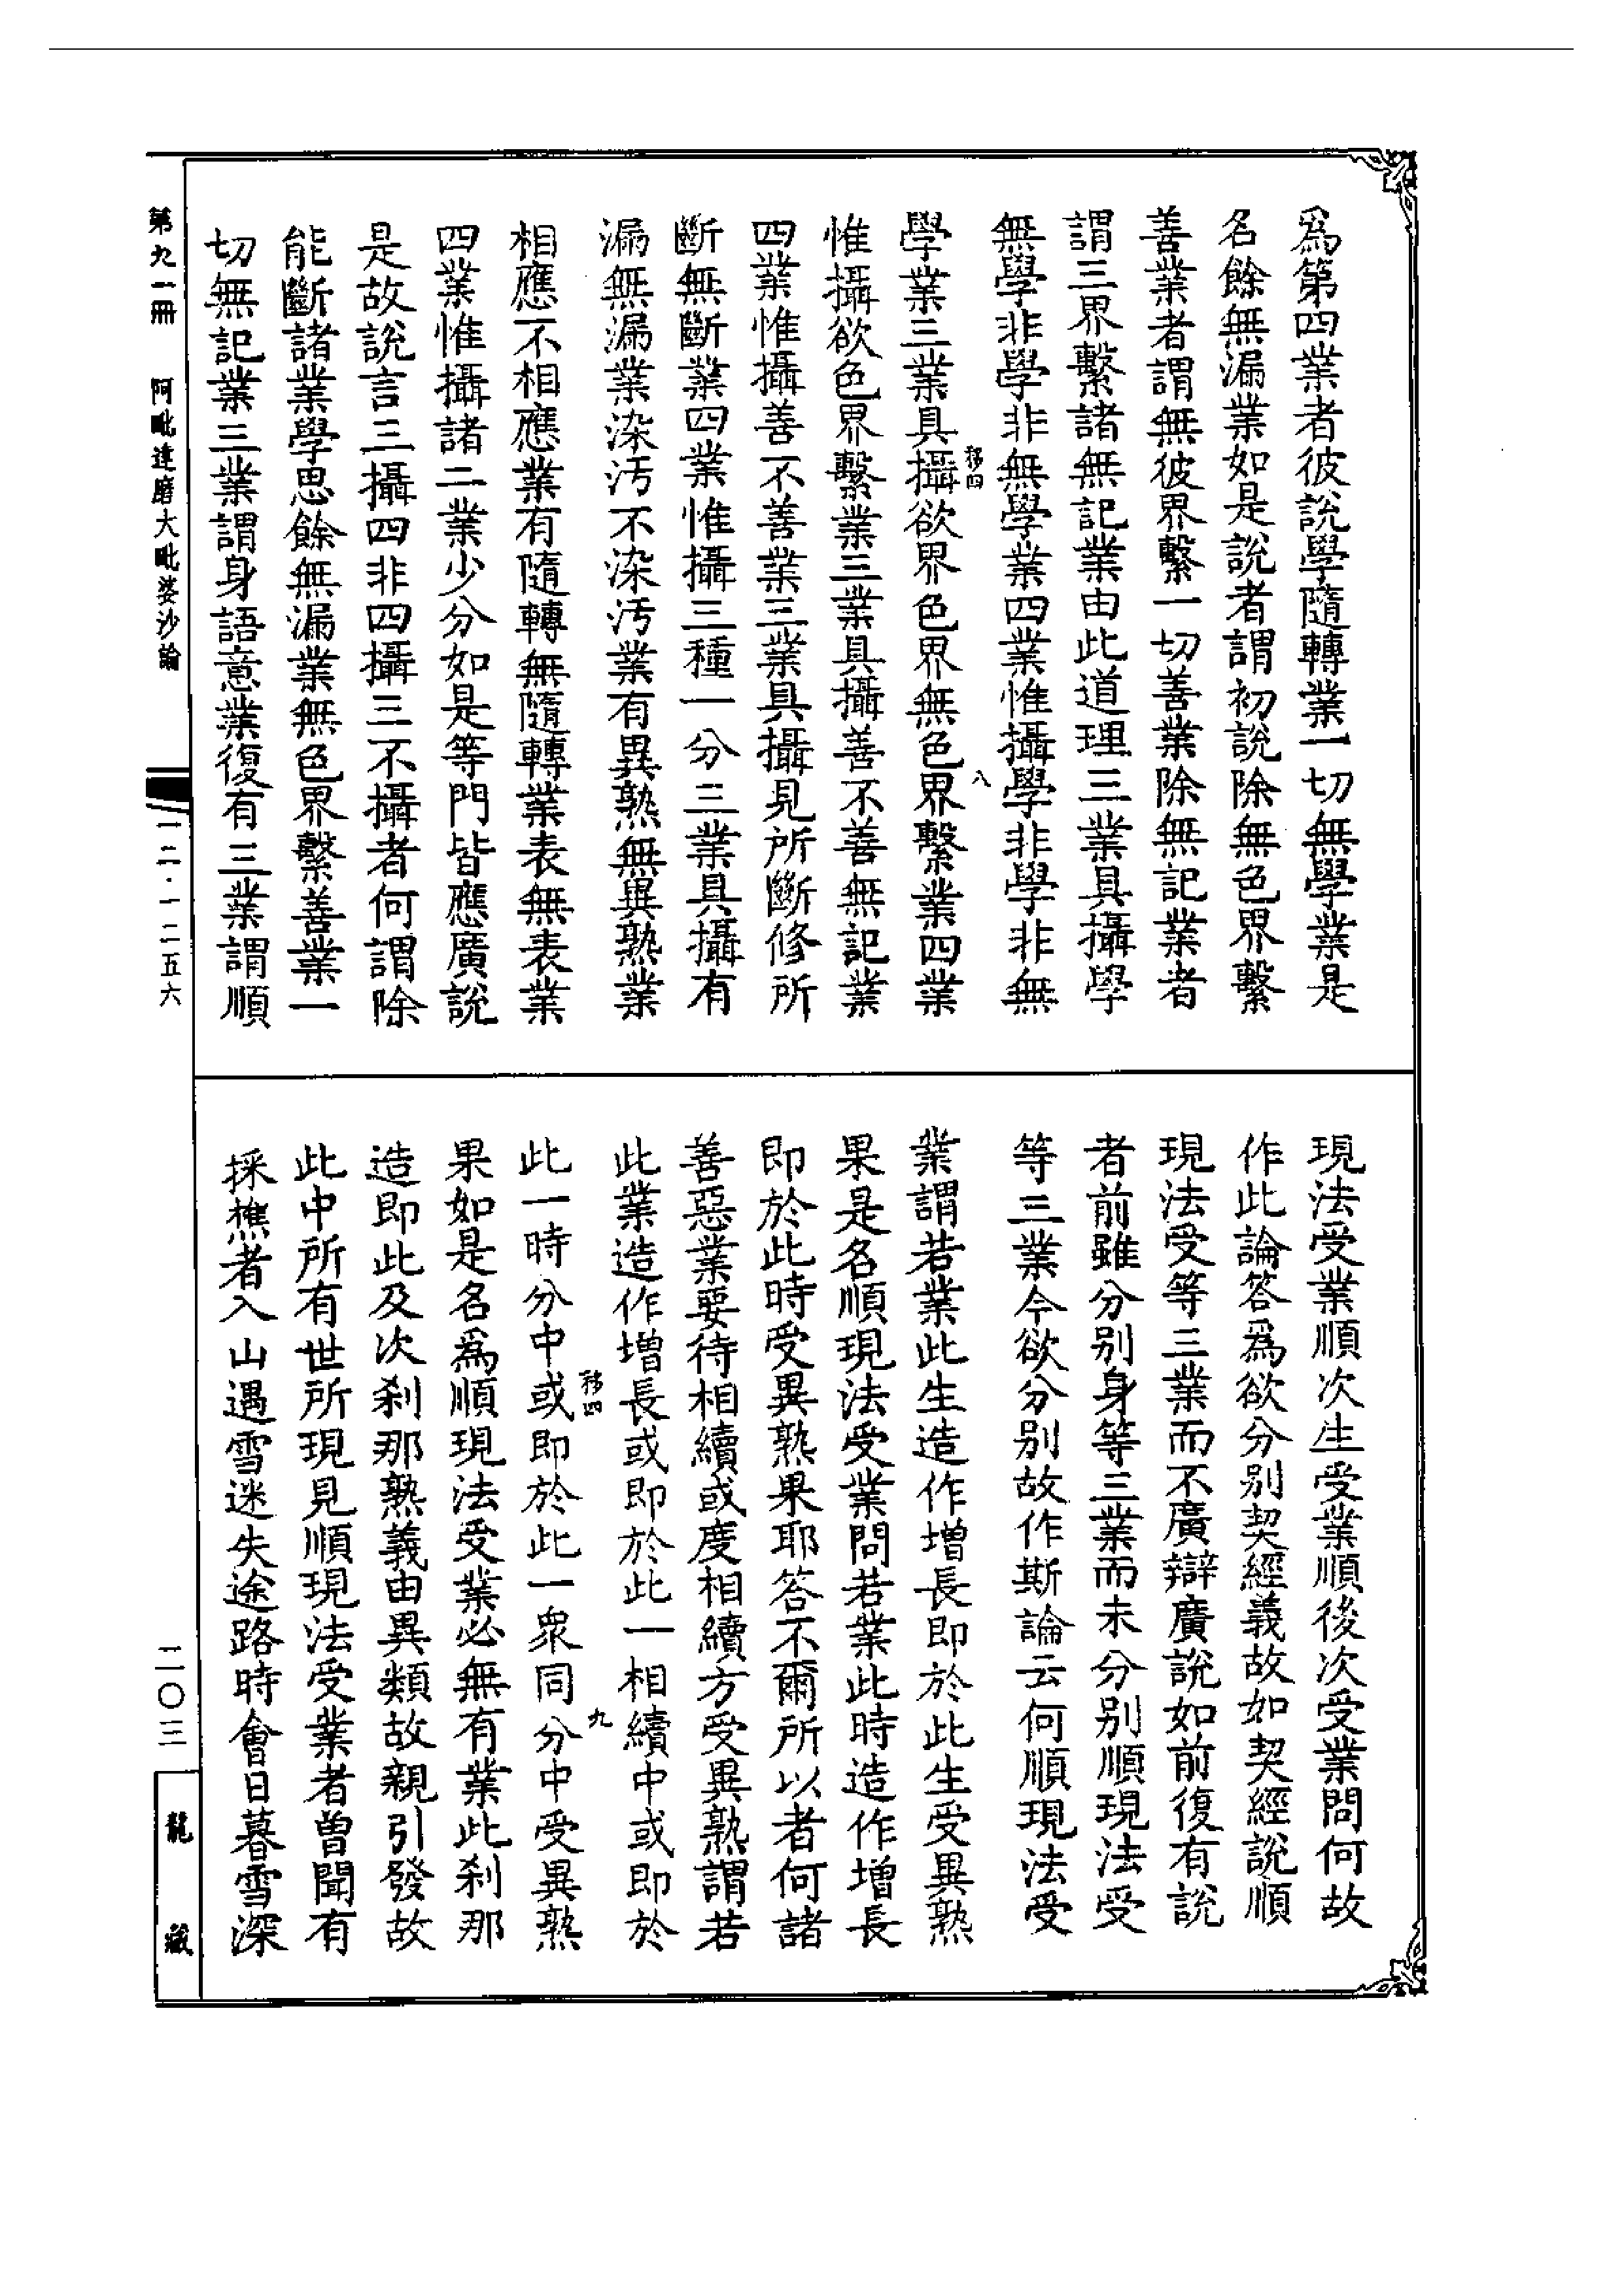 爲第四業者彼說學隨轉業一切無學業是
名餘無漏業如是說者謂初說除無色界繫
善業者謂無彼界繫一切善業除無記業者
謂三界繫諸無記業由此道理三業具攝學
無學非學非無學業四業惟攝學非學非無
學業三業具攝欲界色界無色界繫業四業
移四
八
惟攝欲色界繫業三業具攝善不善無記業
四業惟攝善不善業三業具攝見所斷修所
斷無斷業四業惟攝三種一分三業具攝有
漏無漏業染汚不染汚業有異熟無異熟業
相應不相應業有隨轉無隨轉業表無表業
四業惟攝諸二業少分如是等門皆應廣說
是故說言三攝四非四攝三不攝者何謂除
能斷諸業學思餘無漏業無色界繫善業一
切無記業三業謂身語意業復有三業謂順
現法受業順次生受業順後次受業問何故
作此論答爲欲分別契經義故如契經說順
現法受等三業而不廣辯廣說如前復有說
者前雖分別身等三業而未分別順現法受
等三業今欲分別故作斯論云何順現法受
業謂若業此生造作增長即於此生受異熟
果是名順現法受業問若業此時造作增長
即於此時受異熟果耶答不爾所以者何諸
善惡業要待相續或度相續方受異熟謂若
此業造作增長或即於此一相續中或即於
此一時分中或即於此一衆同分中受異熟
移四
九
果如是名爲順現法受業必無有業此刹那
造即此及次刹那熟義由異類故親引發故
此中所有世所現見順現法受業者曾聞有
採樵者入山遇雪迷失途路時會日暮雪深
第九一冊
阿毗達磨大毗婆沙論
一二·一二五六
二〇三
龍藏